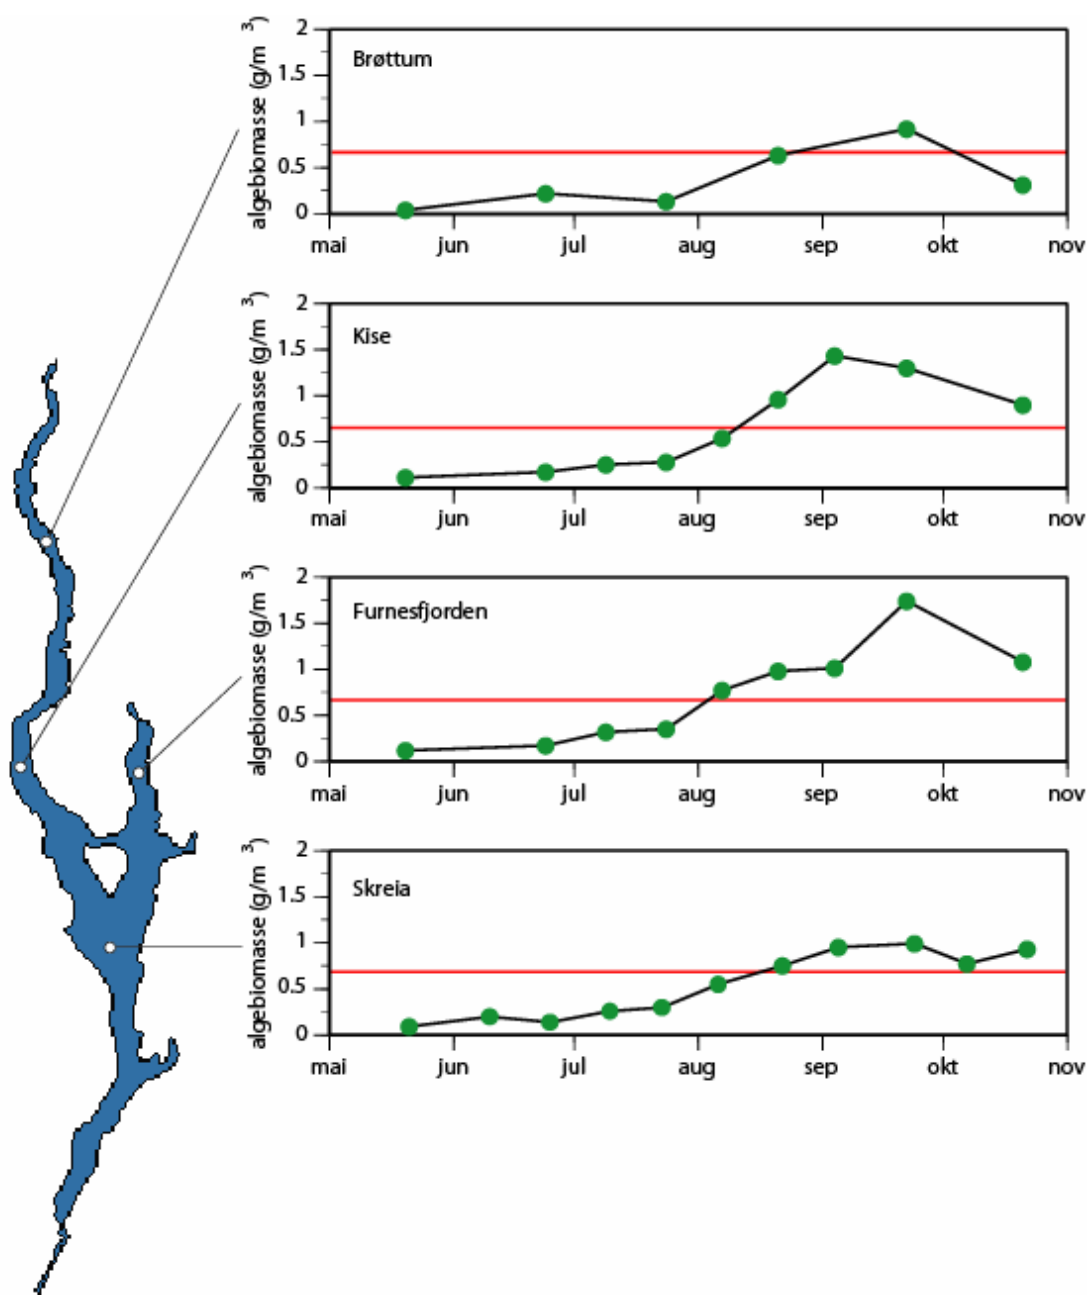 Brøttum
algebiomasse (g/m 3)
2
1.5
1
0.5
0
mai jun jul aug sep okt nov
Kise
algebiomasse (g/m 3)
2
1.5
1
0.5
0
mai jun jul aug sep okt nov
Furnesfjorden
algebiomasse (g/m 3)
2
1.5
1
0.5
0
mai jun jul aug sep okt nov
Skreia
algebiomasse (g/m 3)
2
1.5
1
0.5
0
mai jun jul aug sep okt nov